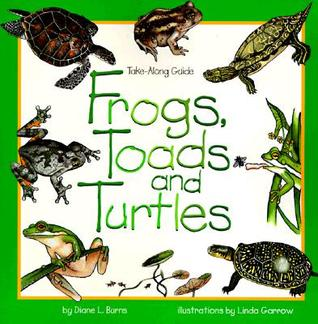 Take-Along Guide
Frogs,
Toads
and
Turtles
by Diane L. Burns
illustrations by Linda Garrow